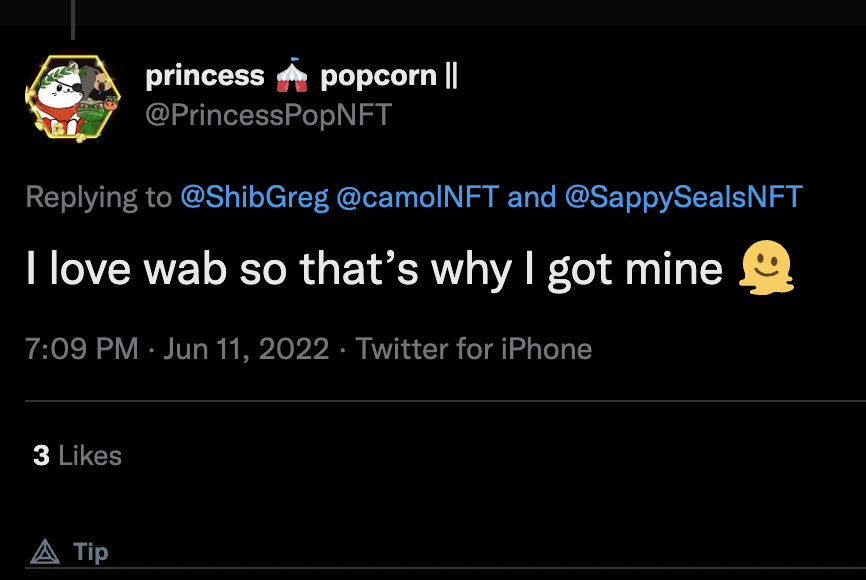 princess 🎪 popcorn ||
@PrincessPopNFT
Replying to @ShibGreg @camolNFT and @SappySealsNFT
I love wab so that’s why I got mine 🫠
7:09 PM · Jun 11, 2022 · Twitter for iPhone
3 Likes
Tip